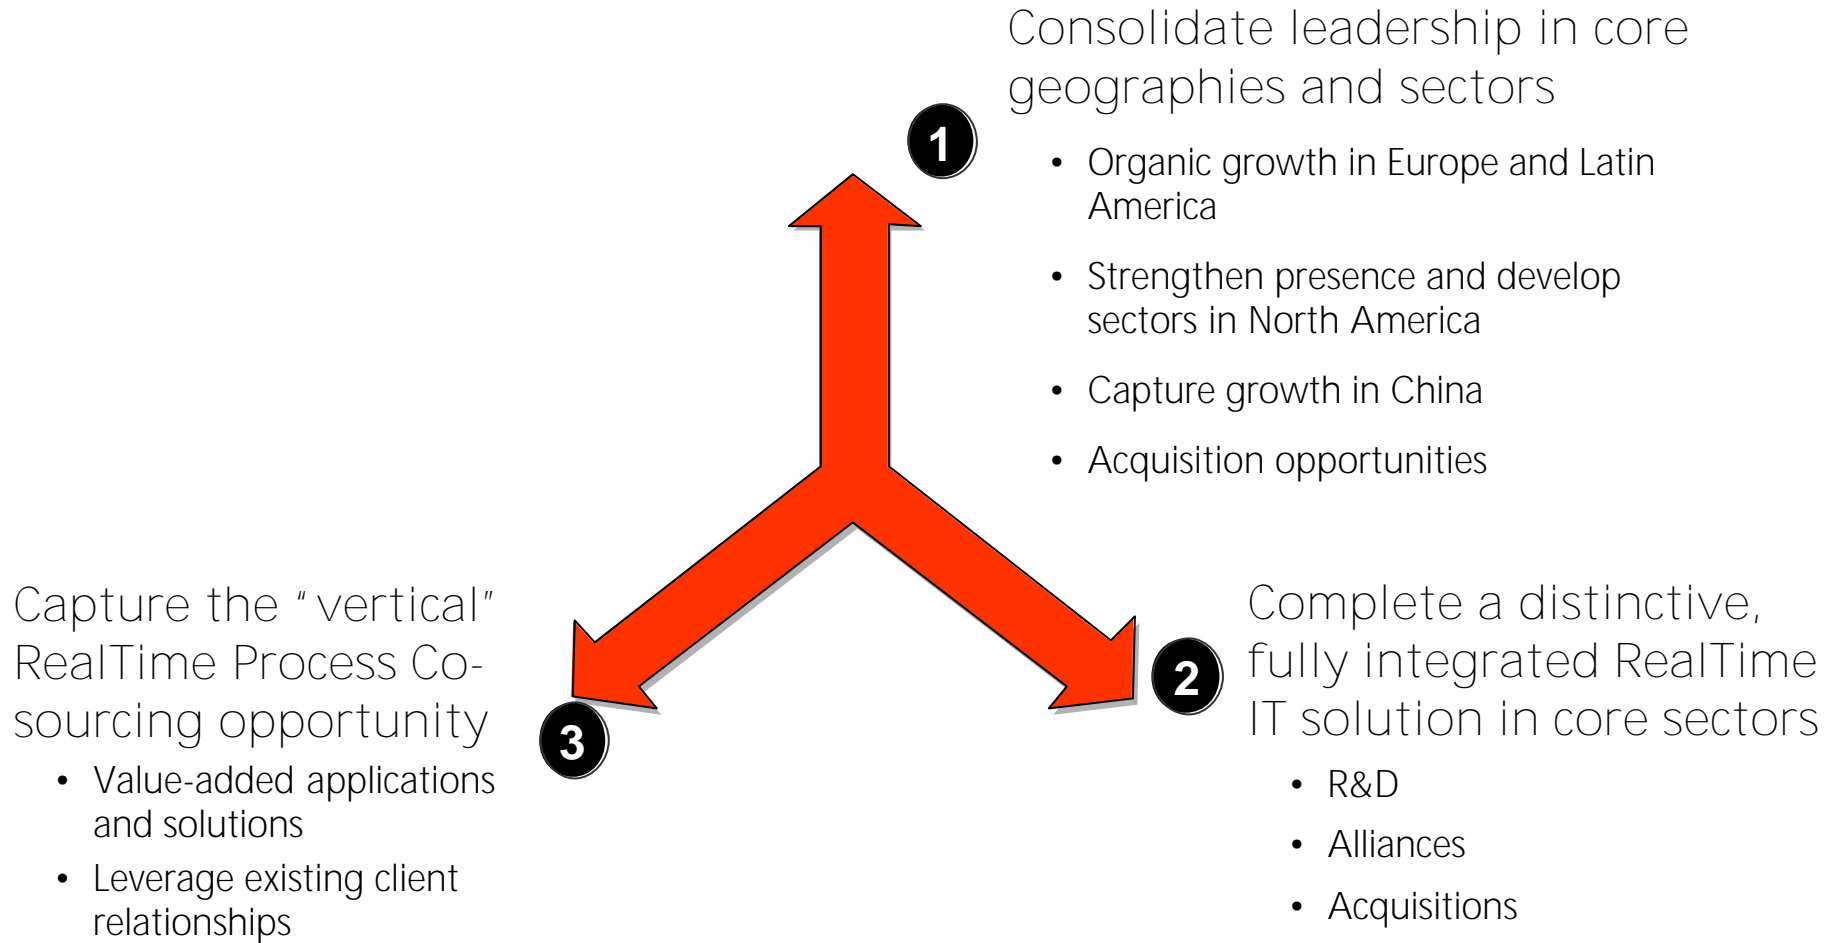 Consolidate leadership in core
geographies and sectors
1
• Organic growth in Europe and Latin
America
• Strengthen presence and develop
sectors in North America
• Capture growth in China
• Acquisition opportunities
Complete a distinctive,
fully integrated RealTime
IT solution in core sectors
2
• R&D
• Alliances
• Acquisitions
Capture the “vertical”
RealTime Process Co-
sourcing opportunity
3
• Value-added applications
and solutions
• Leverage existing client
relationships